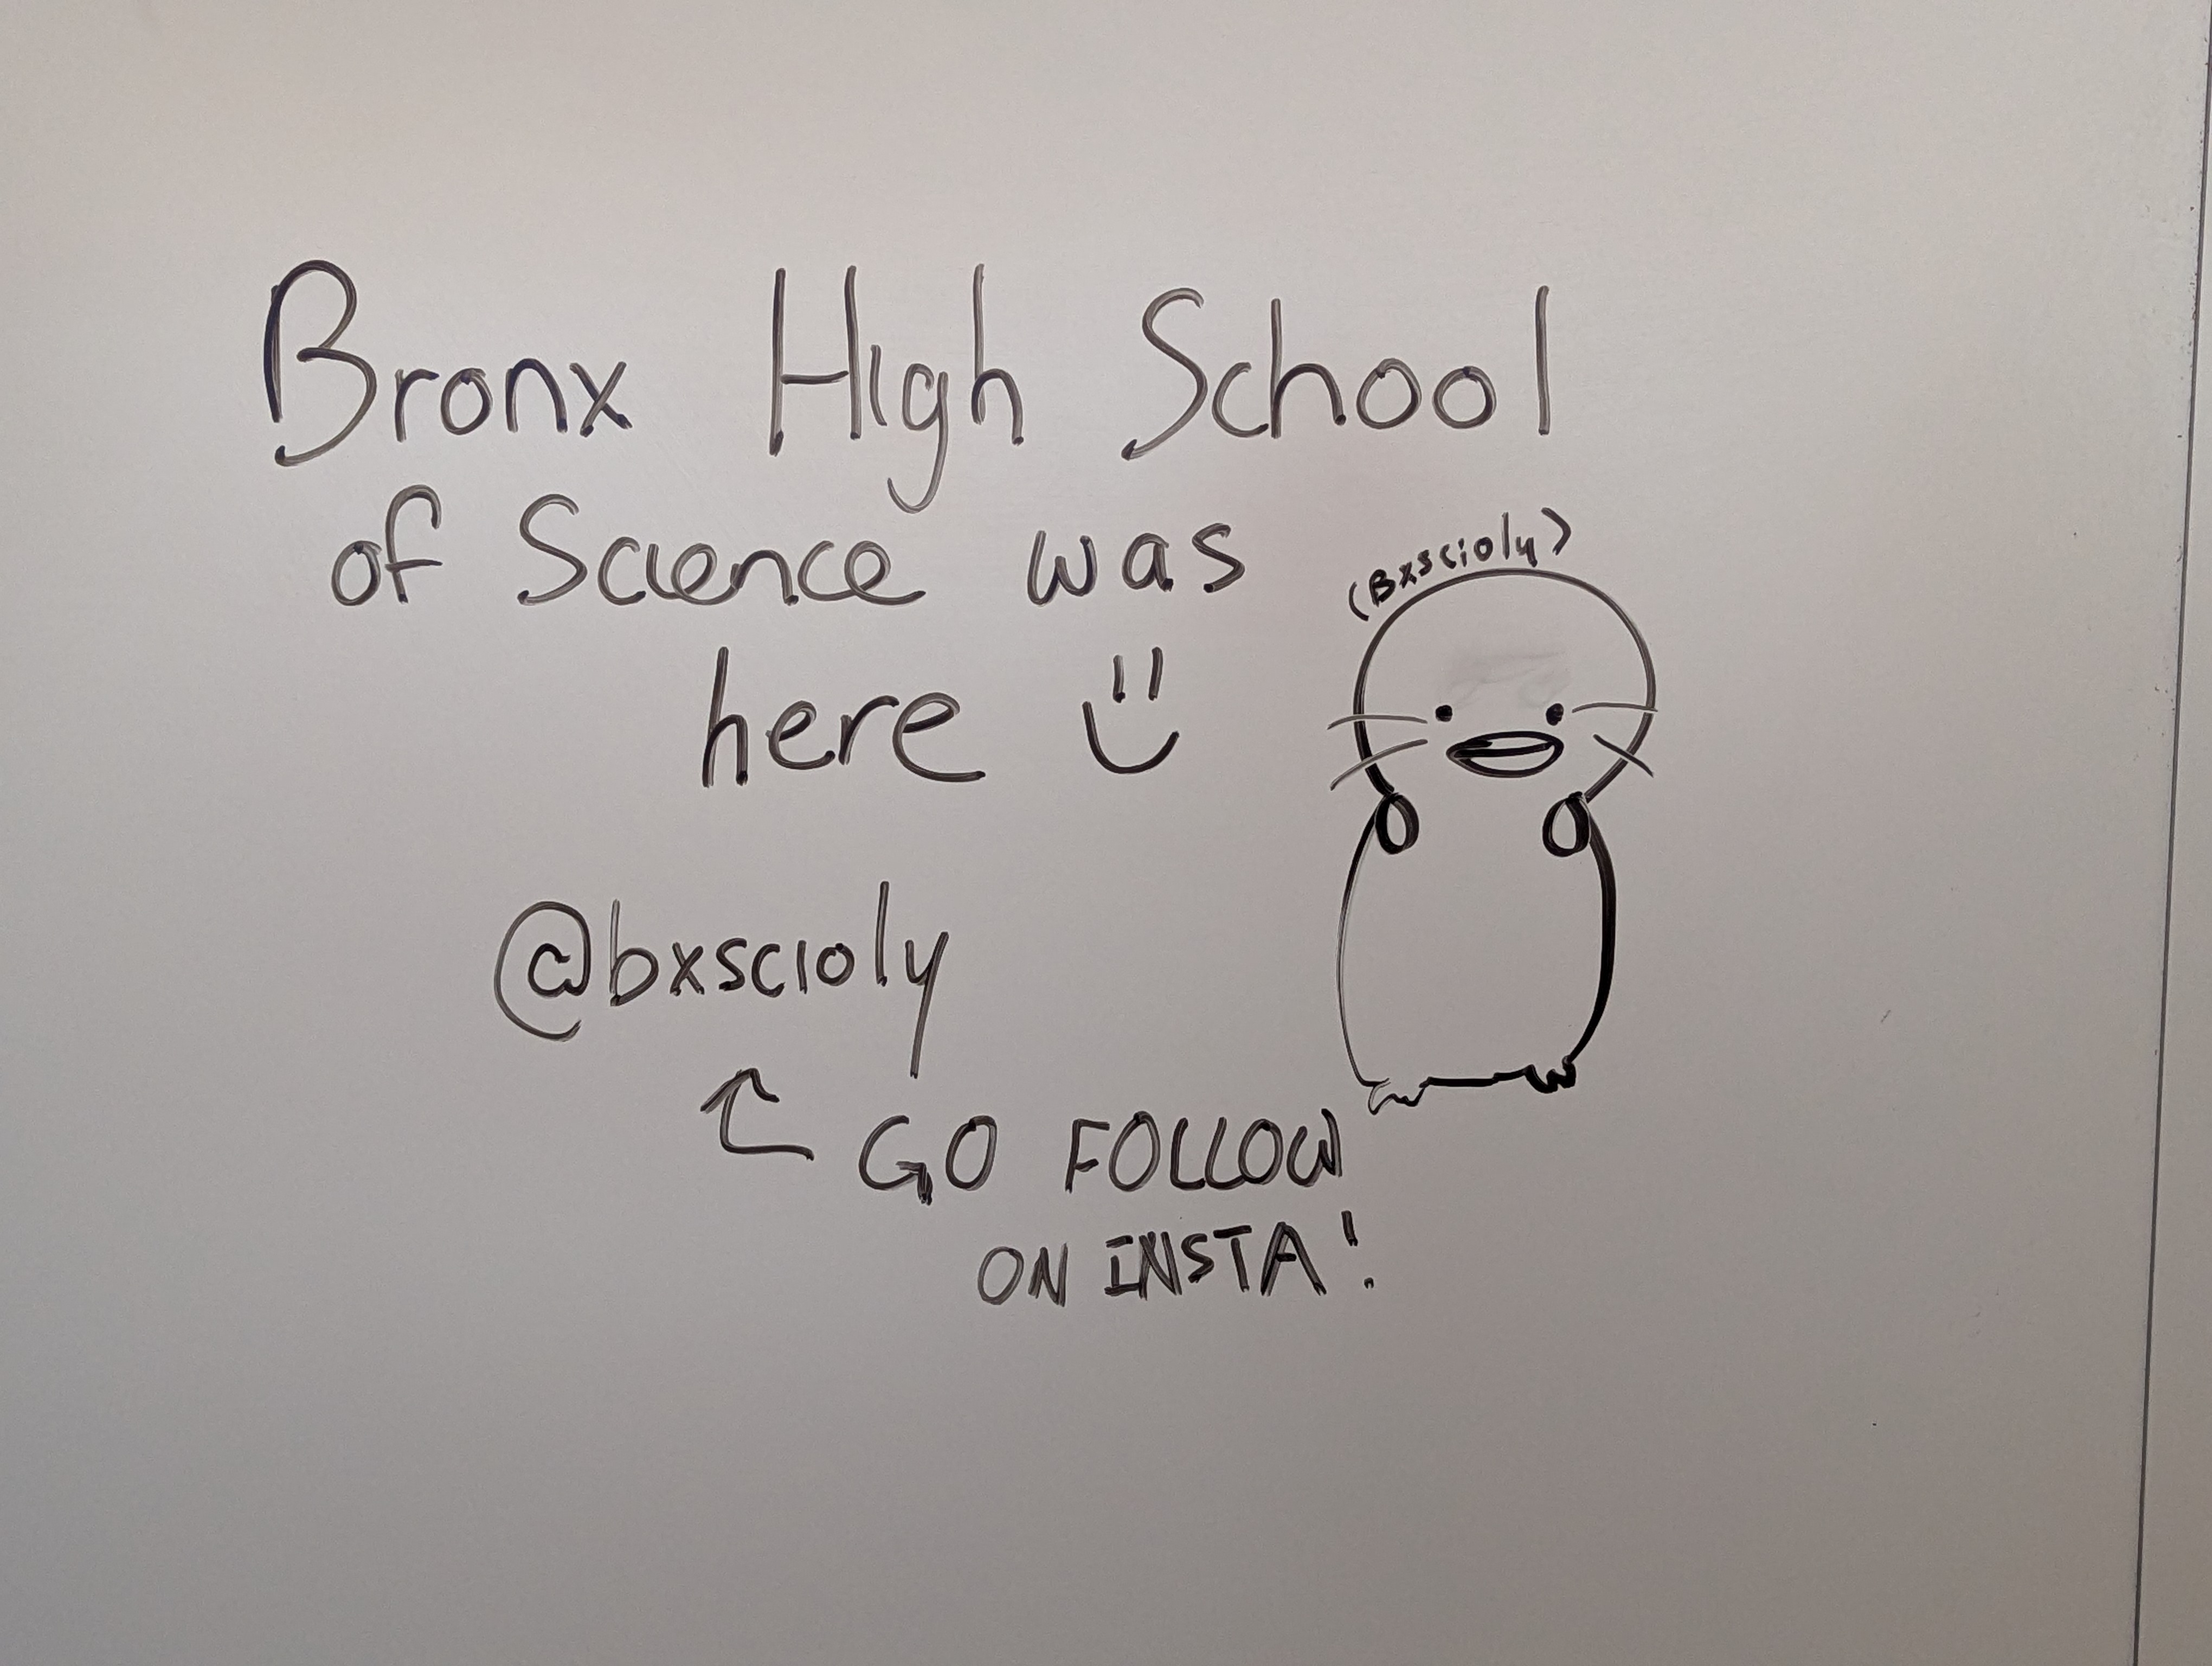 Bronx High School
of Science was
(Bxscioly)
here
@bxscioly
GO FOLLOW
ON INSTA!